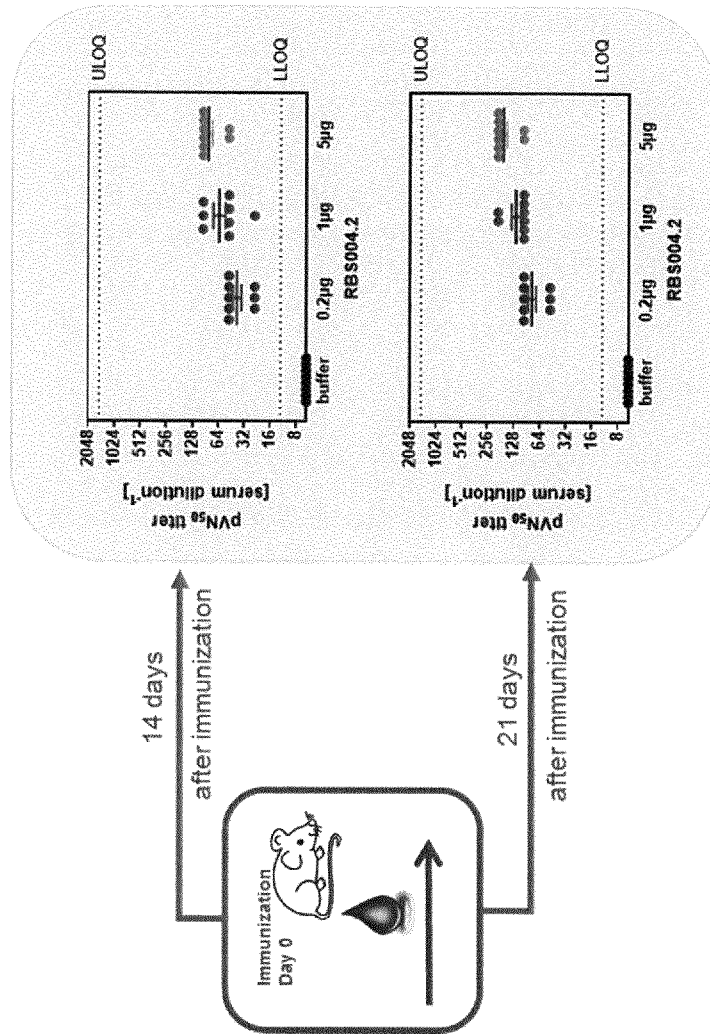 Immunization
Day 0
14 days
after immunization
21 days
after immunization
pVN50 titer
[serum dilution-1]
2048
1024
512
256
128
64
32
16
8
ULOQ
LLOQ
buffer 0.2µg 1µg 5µg
RBS004.2
pVN50 titer
[serum dilution-1]
2048
1024
512
256
128
64
32
16
8
ULOQ
LLOQ
buffer 0.2µg 1µg 5µg
RBS004.2